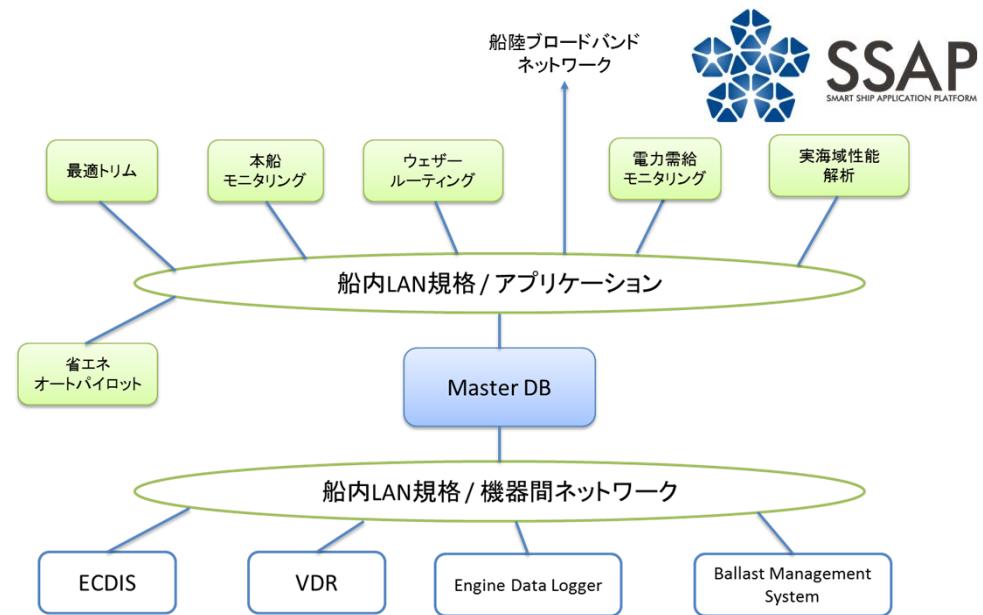 船陸ブロードバンド
ネットワーク
SSAP
SMART SHIP APPLICATION PLATFORM
最適トリム
本船
モニタリング
ウェザー
ルーティング
電力需給
モニタリング
実海域性能
解析
船内LAN規格 / アプリケーション
省エネ
オートパイロット
Master DB
船内LAN規格 / 機器間ネットワーク
ECDIS
VDR
Engine Data Logger
Ballast Management
System